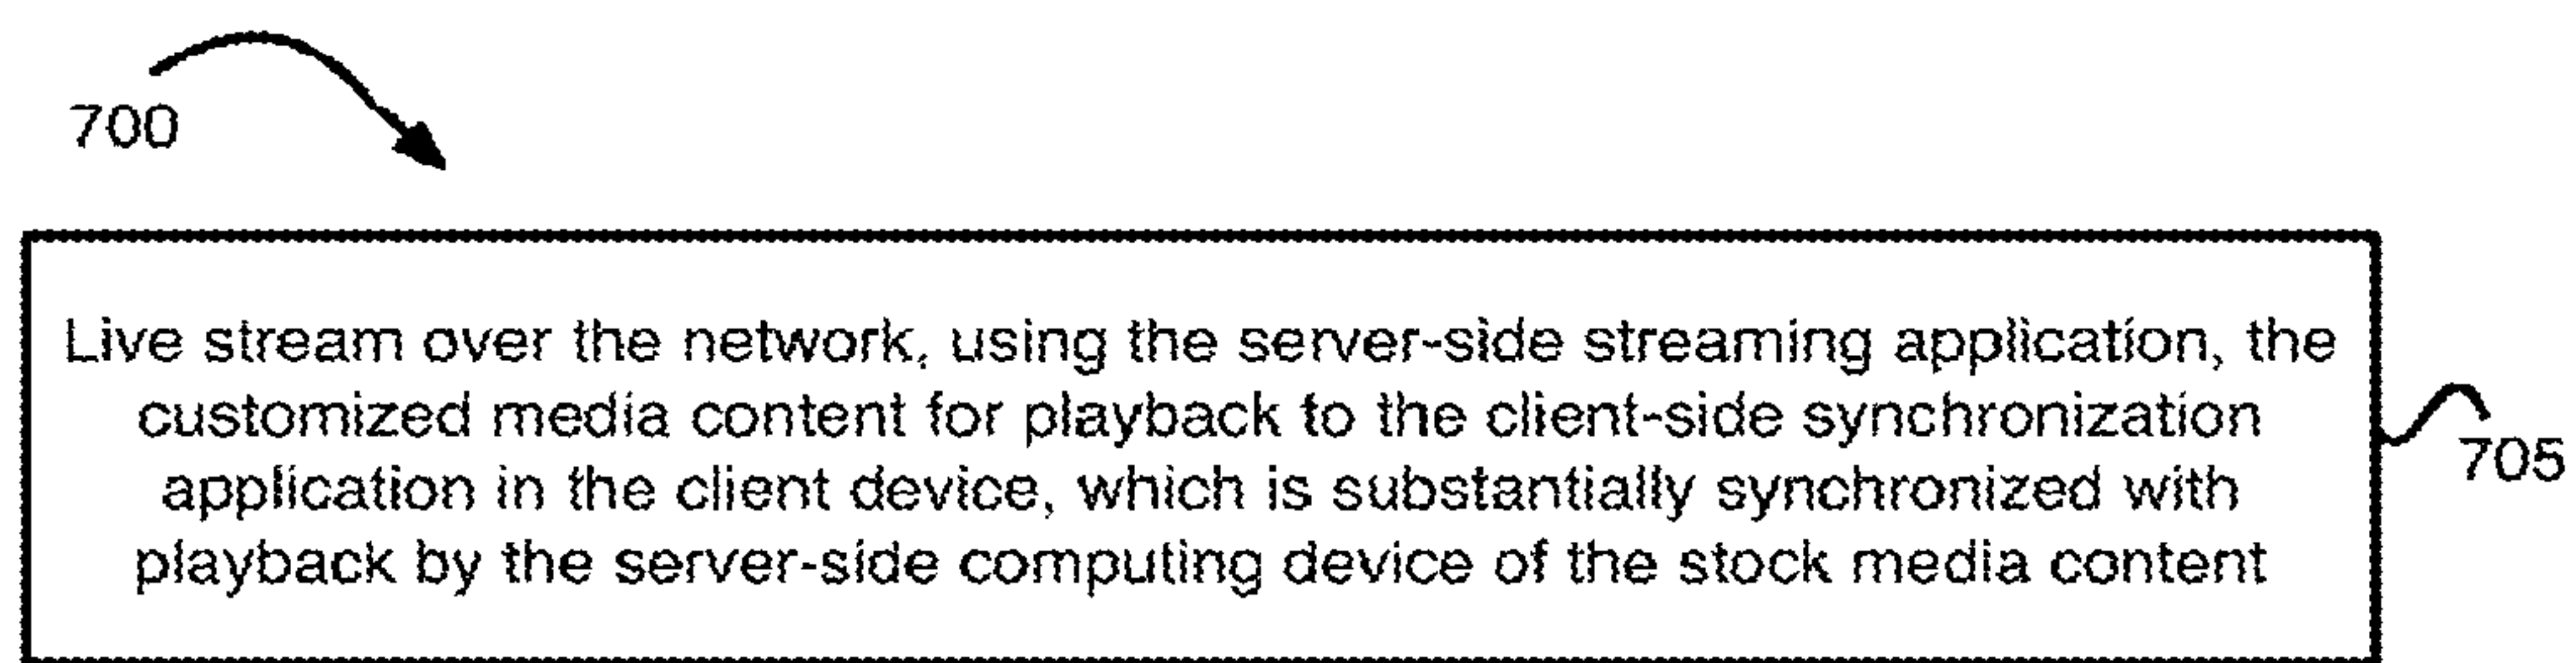 700
Live stream over the network, using the server-side streaming application, the
customized media content for playback to the client-side synchronization
application in the client device, which is substantially synchronized with
playback by the server-side computing device of the stock media content
705